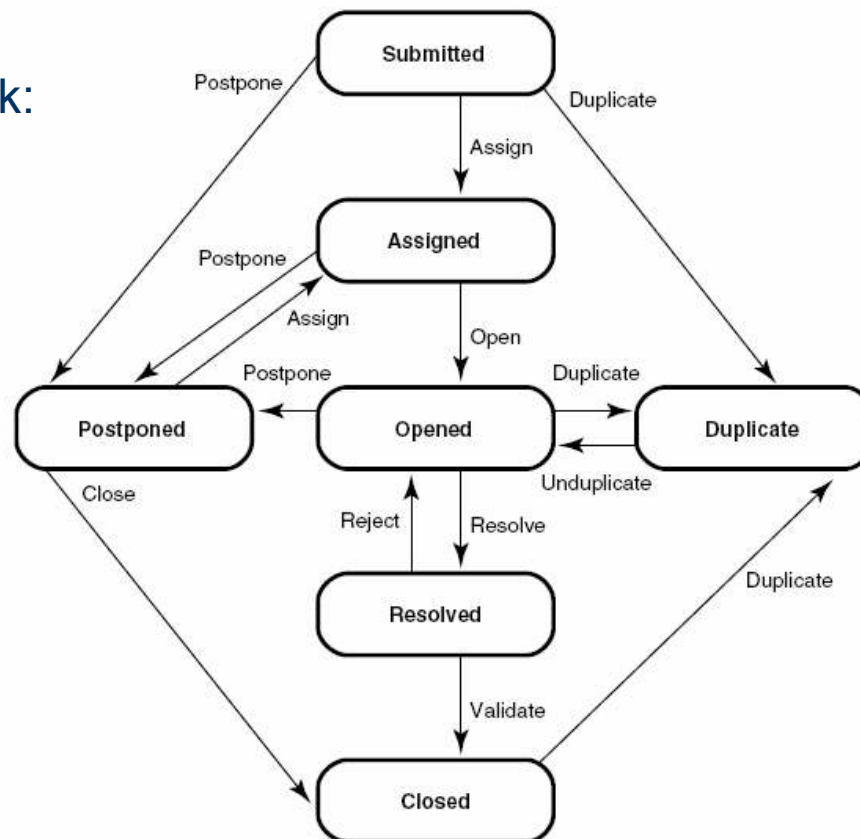 Submitted
Postpone
k:
Duplicate
Assign
Assigned
Postpone
Assign
Open
Postpone
Duplicate
Postponed
Opened
Duplicate
Unduplicate
Close
Reject
Resolve
Duplicate
Resolved
Validate
Closed